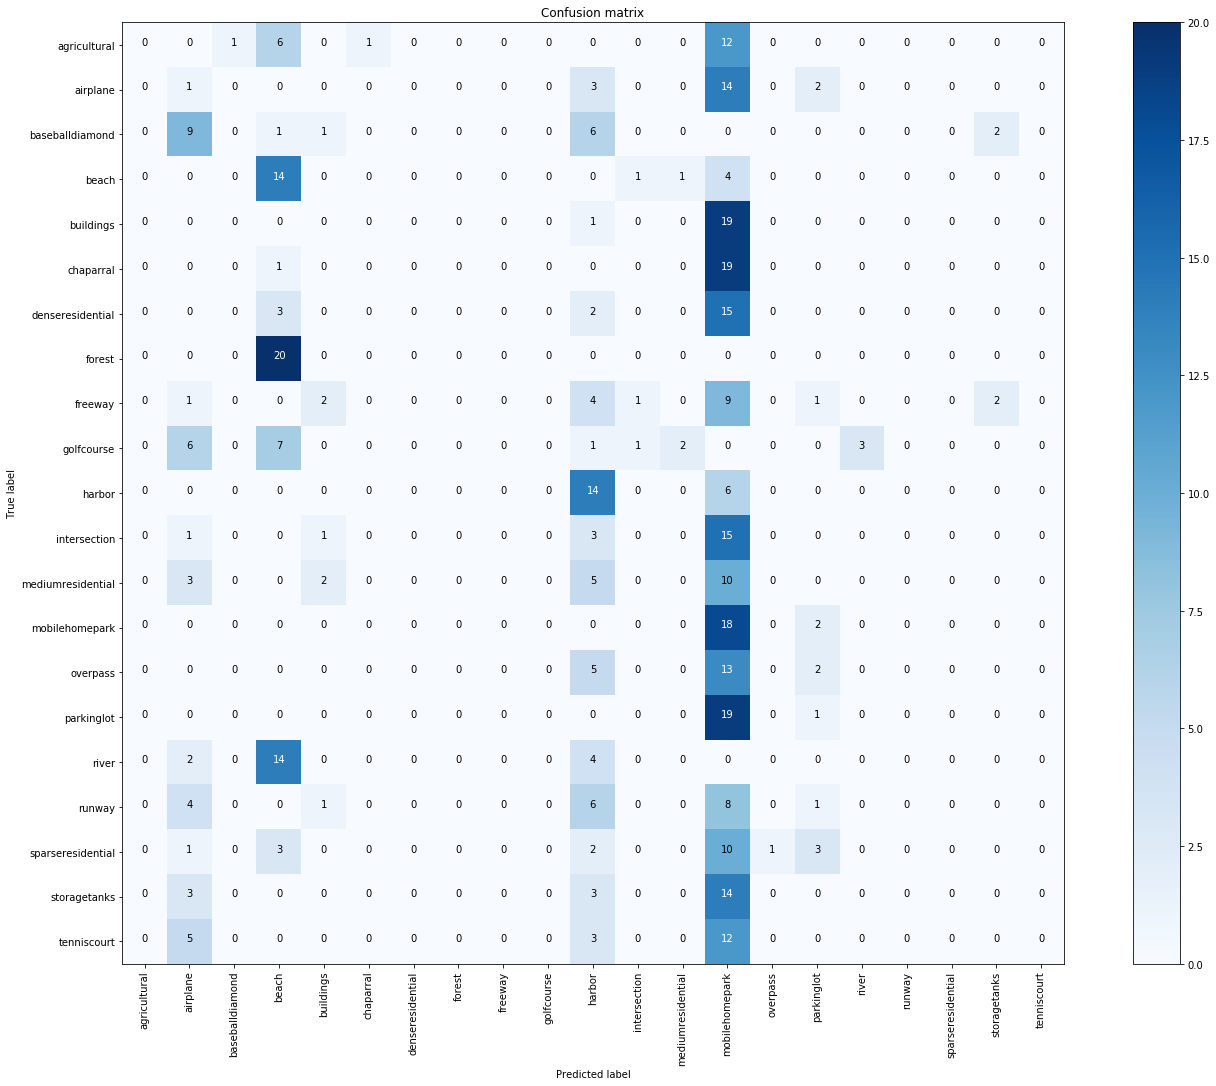 Confusion matrix
agricultural 0 0 1 6 0 1 0 0 0 0 0 0 0 12 0 0 0 0 0 0 0
airplane 0 1 0 0 0 0 0 0 0 0 3 0 0 14 0 2 0 0 0 0 0
baseballdiamond 0 9 0 1 1 0 0 0 0 0 6 0 0 0 0 0 0 0 0 2 0
beach 0 0 0 14 0 0 0 0 0 0 0 1 1 4 0 0 0 0 0 0 0
buildings 0 0 0 0 0 0 0 0 0 0 1 0 0 19 0 0 0 0 0 0 0
chaparral 0 0 0 1 0 0 0 0 0 0 0 0 0 19 0 0 0 0 0 0 0
denseresidential 0 0 0 3 0 0 0 0 0 0 2 0 0 15 0 0 0 0 0 0 0
forest 0 0 0 20 0 0 0 0 0 0 0 0 0 0 0 0 0 0 0 0 0
freeway 0 1 0 0 2 0 0 0 0 0 4 1 0 9 0 1 0 0 0 2 0
golfcourse 0 6 0 7 0 0 0 0 0 0 1 1 2 0 0 0 3 0 0 0 0
harbor 0 0 0 0 0 0 0 0 0 0 14 0 0 6 0 0 0 0 0 0 0
intersection 0 1 0 0 1 0 0 0 0 0 3 0 0 15 0 0 0 0 0 0 0
mediumresidential 0 3 0 0 2 0 0 0 0 0 5 0 0 10 0 0 0 0 0 0 0
mobilehomepark 0 0 0 0 0 0 0 0 0 0 0 0 0 18 0 2 0 0 0 0 0
overpass 0 0 0 0 0 0 0 0 0 0 5 0 0 13 0 2 0 0 0 0 0
parkinglot 0 0 0 0 0 0 0 0 0 0 0 0 0 19 0 1 0 0 0 0 0
river 0 2 0 14 0 0 0 0 0 0 4 0 0 0 0 0 0 0 0 0 0
runway 0 4 0 0 1 0 0 0 0 0 6 0 0 8 0 1 0 0 0 0 0
sparseresidential 0 1 0 3 0 0 0 0 0 0 2 0 0 10 1 3 0 0 0 0 0
storagetanks 0 3 0 0 0 0 0 0 0 0 3 0 0 14 0 0 0 0 0 0 0
tenniscourt 0 5 0 0 0 0 0 0 0 0 3 0 0 12 0 0 0 0 0 0 0
True label
agricultural
airplane
baseballdiamond
beach
buildings
chaparral
denseresidential
forest
freeway
golfcourse
harbor
intersection
mediumresidential
mobilehomepark
overpass
parkinglot
river
runway
sparseresidential
storagetanks
tenniscourt
Predicted label
20.0
17.5
15.0
12.5
10.0
7.5
5.0
2.5
0.0